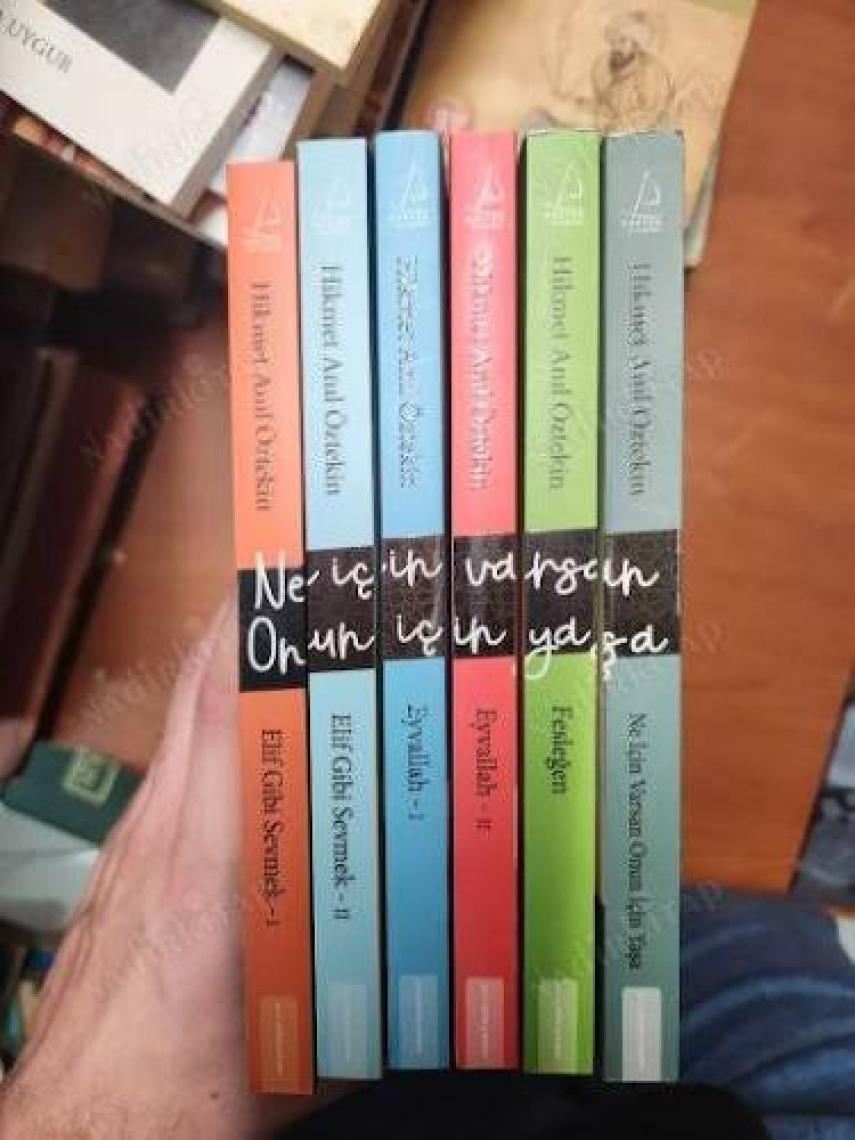 UYGUR
Hikmet Anıl Öztekin
Elif Gibi Sevmek - I
Hikmet Anıl Öztekin
Elif Gibi Sevmek - II
Hikmet Anıl Öztekin
Eyvallah - I
Hikmet Anıl Öztekin
Eyvallah - II
Hikmet Anıl Öztekin
Fesleğen
Hikmet Anıl Öztekin
Ne İçin Varsan Onun İçin Yaşa
Ne için varsan
Onun için yaşa